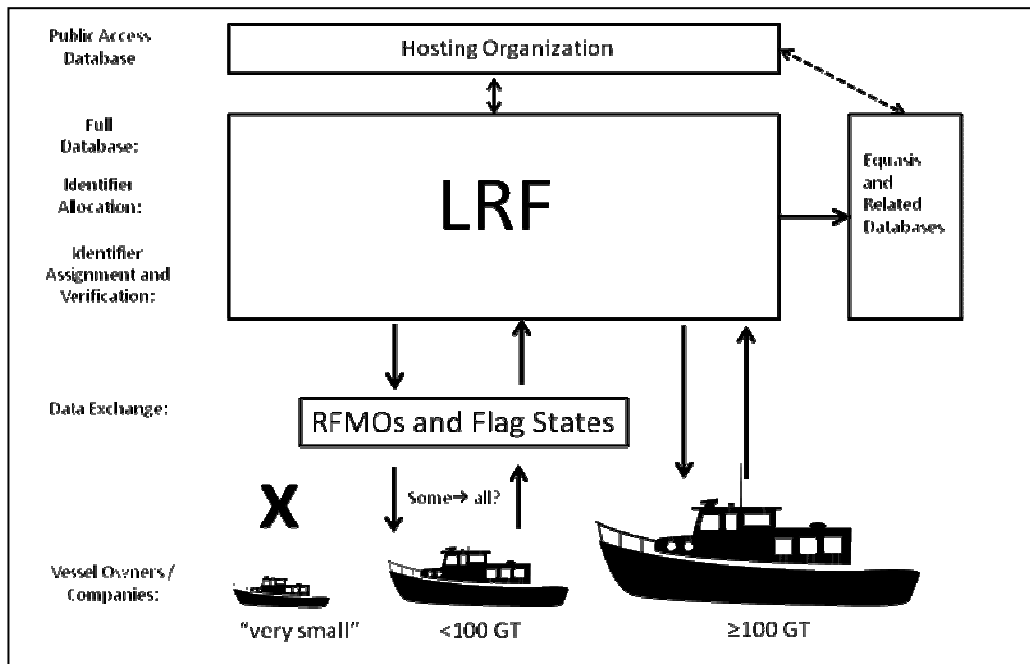 Public Access
Database
Hosting Organization
Full
Database:
Identifier
Allocation:
Identifier
Assignment and
Verification:
LRF
Equasis
and
Related
Databases
Data Exchange:
RFMOs and Flag States
X
Some→ all?
Vessel Owners /
Companies:
"very small"
<100 GT
≥100 GT